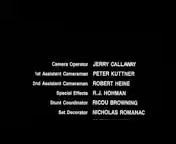 Camera Operator JERRY CALLAWAY
1st Assistant Cameraman PETER KUTTNER
2nd Assistant Cameraman ROBERT HEINE
Special Effects R.J. HOHMAN
Stunt Coordinator RICOU BROWNING
Set Decorator NICHOLAS ROMANAC